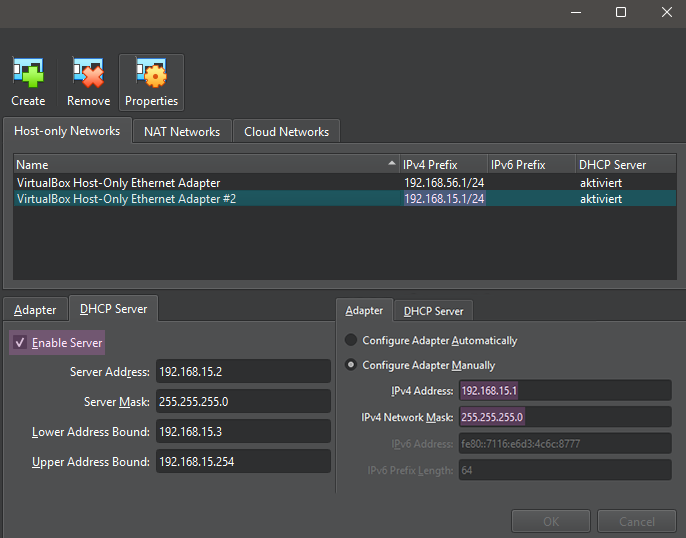 Create Remove Properties
Host-only Networks NAT Networks Cloud Networks
Name IPv4 Prefix IPv6 Prefix DHCP Server
VirtualBox Host-Only Ethernet Adapter 192.168.56.1/24 aktiviert
VirtualBox Host-Only Ethernet Adapter #2 192.168.15.1/24 aktiviert
Adapter DHCP Server
Enable Server
Server Address: 192.168.15.2
Server Mask: 255.255.255.0
Lower Address Bound: 192.168.15.3
Upper Address Bound: 192.168.15.254
Adapter DHCP Server
Configure Adapter Automatically
Configure Adapter Manually
IPv4 Address: 192.168.15.1
IPv4 Network Mask: 255.255.255.0
IPv6 Address: fe80::7116:e6d3:4c6c:8777
IPv6 Prefix Length: 64
OK Cancel